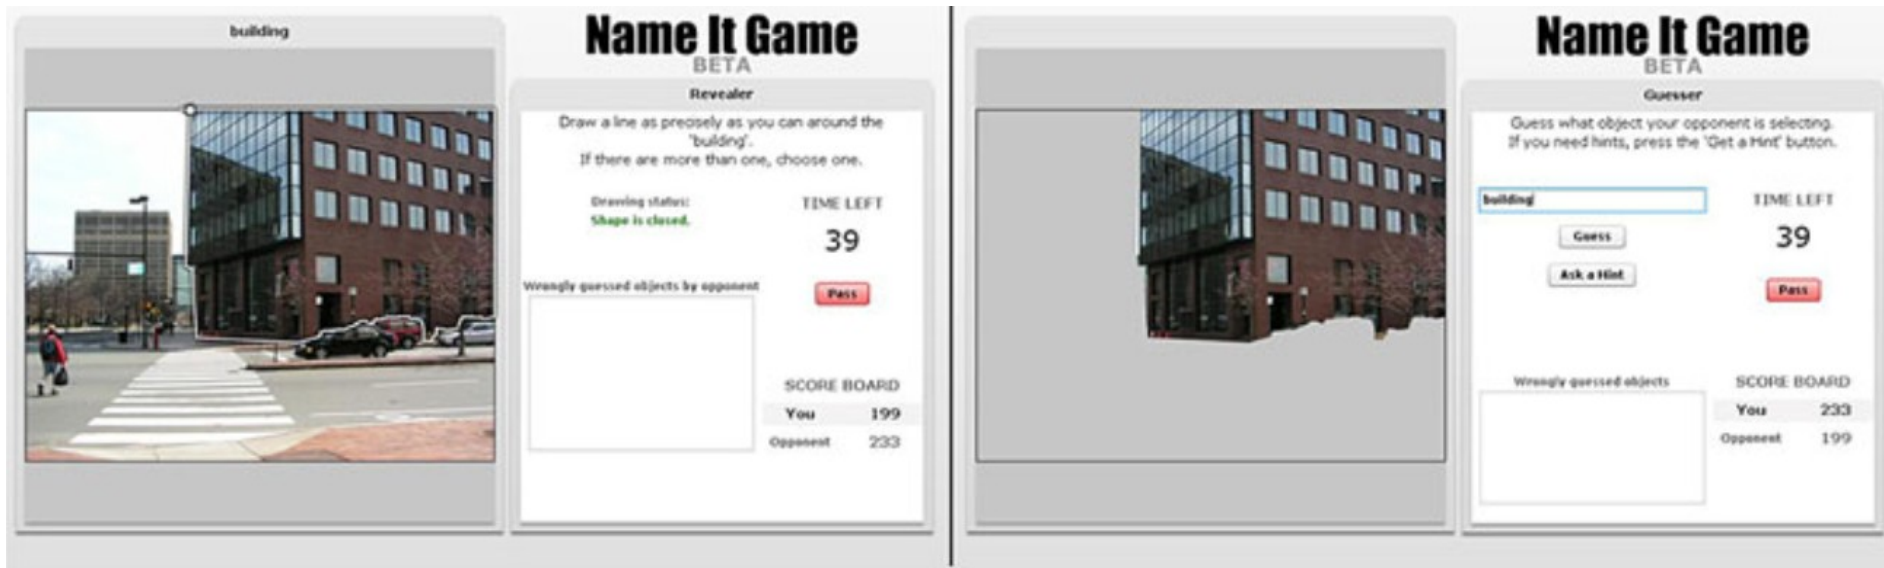 building
Name It Game
BETA
Revealer
Draw a line as precisely as you can around the
'building'.
If there are more than one, choose one.
Drawing status:
Shape is closed.
TIME LEFT
39
Wrongly guessed objects by opponent
Pass
SCORE BOARD
You 199
Opponent 233
Name It Game
BETA
Guesser
Guess what object your opponent is selecting.
If you need hints, press the 'Get a Hint' button.
building
TIME LEFT
Guess
39
Ask a Hint
Pass
Wrongly guessed objects
SCORE BOARD
You 233
Opponent 199